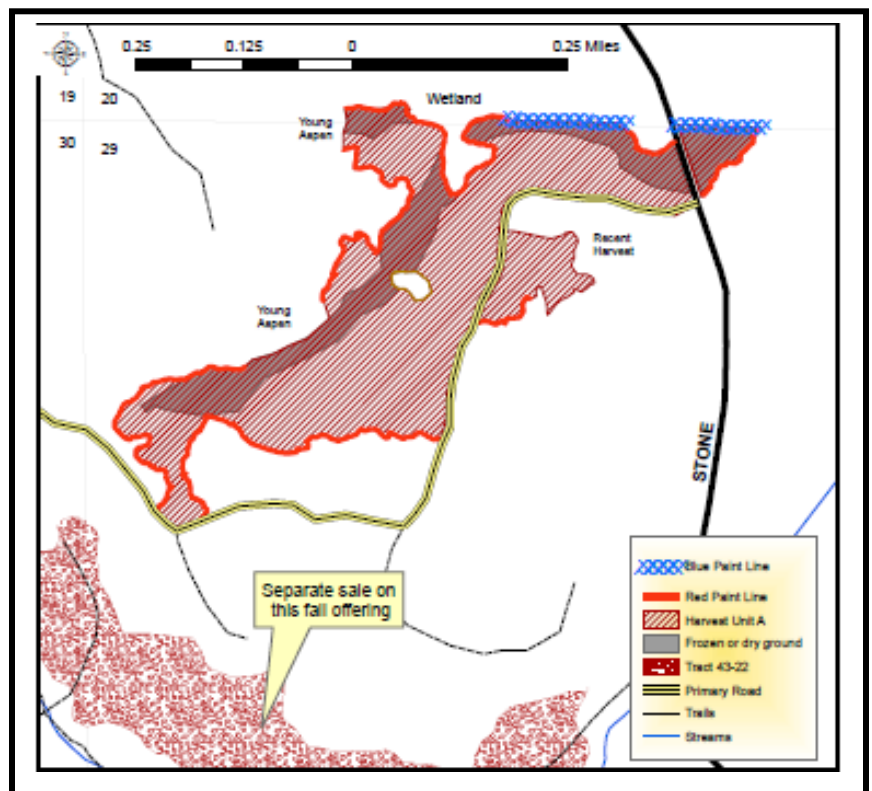 0.25 0.125 0 0.25 Miles
19 20
30 29
Wetland
Young
Aspen
Recent
Harvest
Young
Aspen
STONE
Separate sale on
this fall offering
Blue Paint Line
Red Paint Line
Harvest Unit A
Frozen or dry ground
Tract 43-22
Primary Road
Trails
Streams